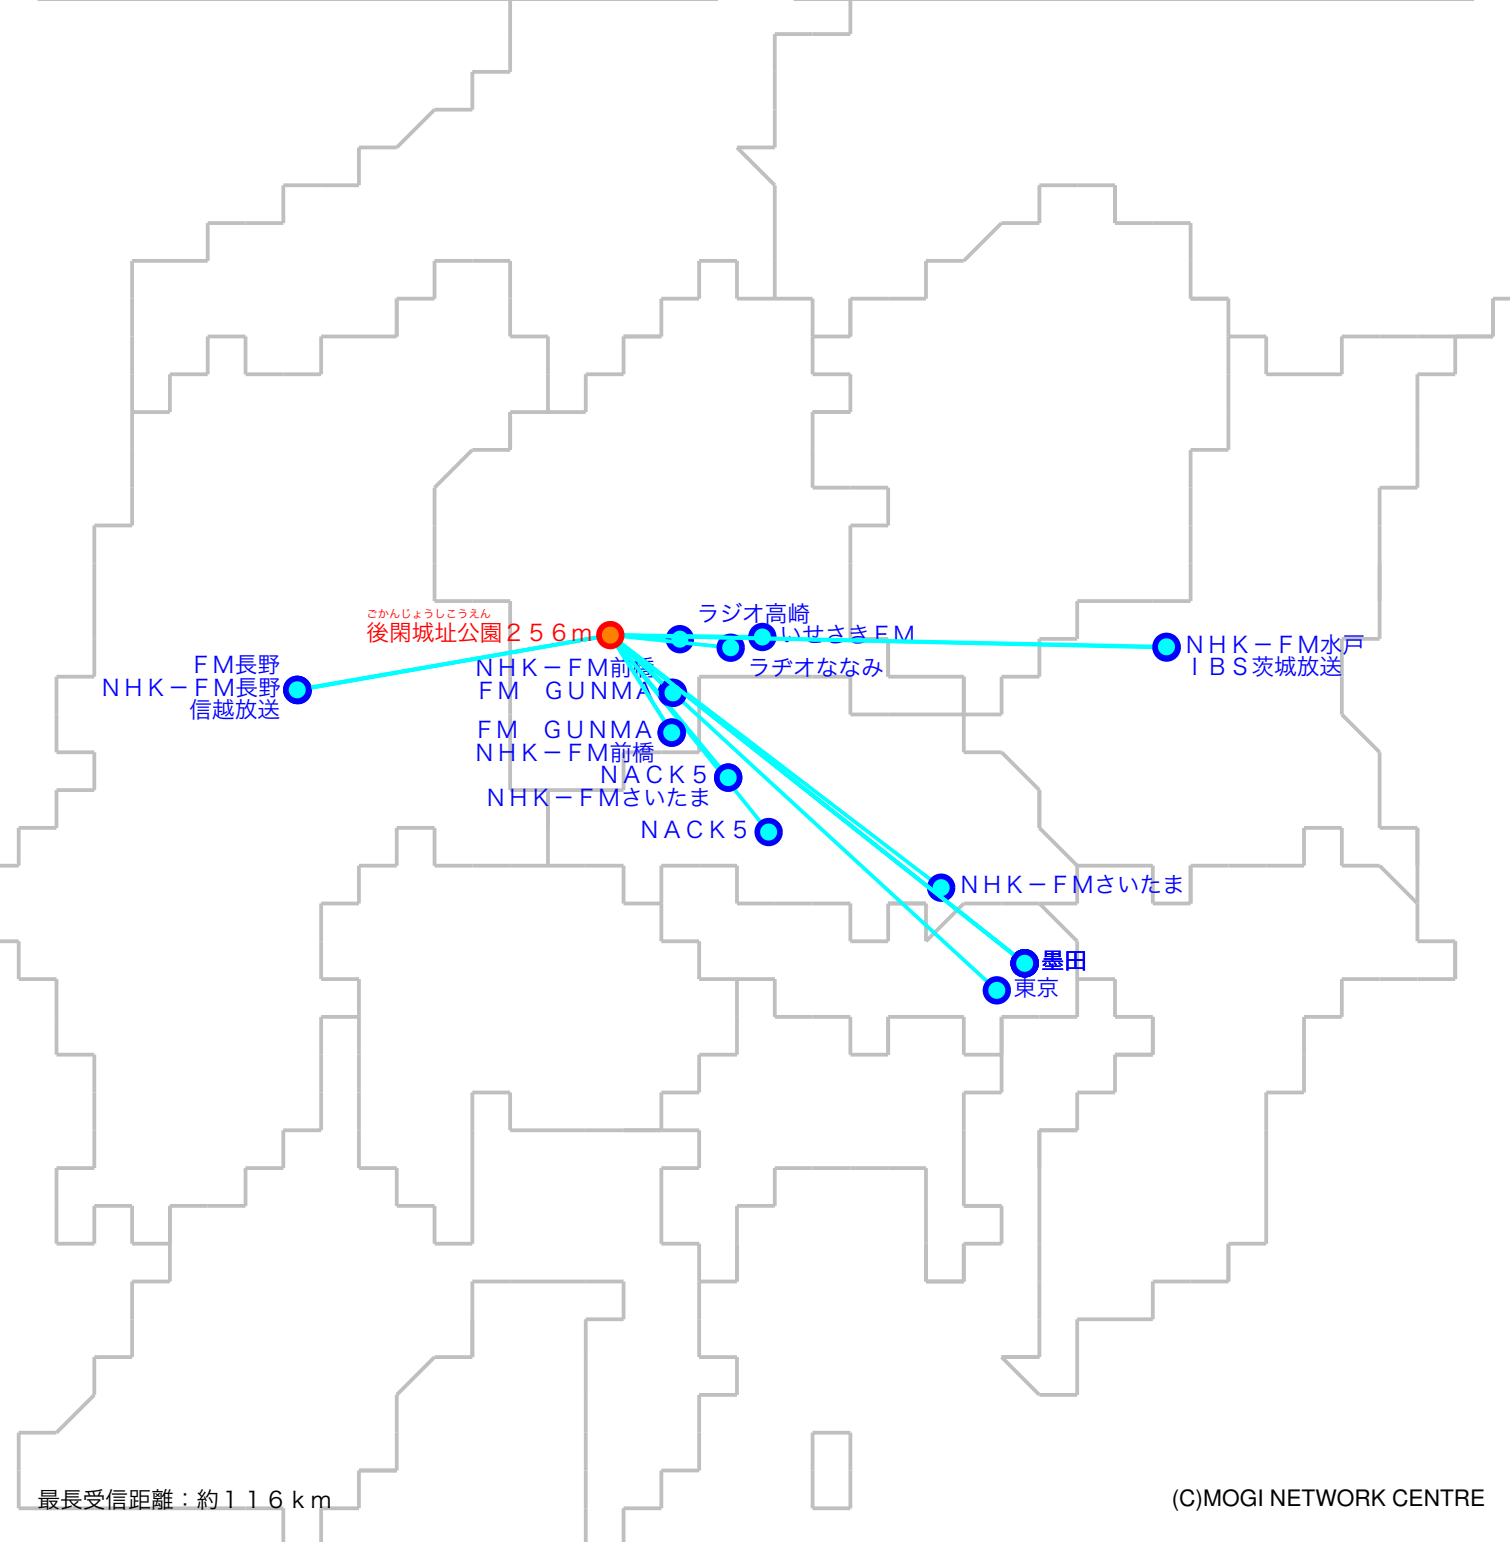 ラジオ高崎
ごかんじょうしこうえん
後閑城址公園２５６ｍ
いせさきＦＭ
ＮＨＫ－ＦＭ水戸
ＩＢＳ茨城放送
ＦＭ長野
ＮＨＫ－ＦＭ長野
信越放送
ＮＨＫ－ＦＭ前橋
ラヂオななみ
ＦＭ　ＧＵＮＭＡ
ＦＭ　ＧＵＮＭＡ
ＮＨＫ－ＦＭ前橋
ＮＡＣＫ５
ＮＨＫ－ＦＭさいたま
ＮＡＣＫ５
ＮＨＫ－ＦＭさいたま
墨田
東京
最長受信距離：約１１６ｋｍ
(C)MOGI NETWORK CENTRE